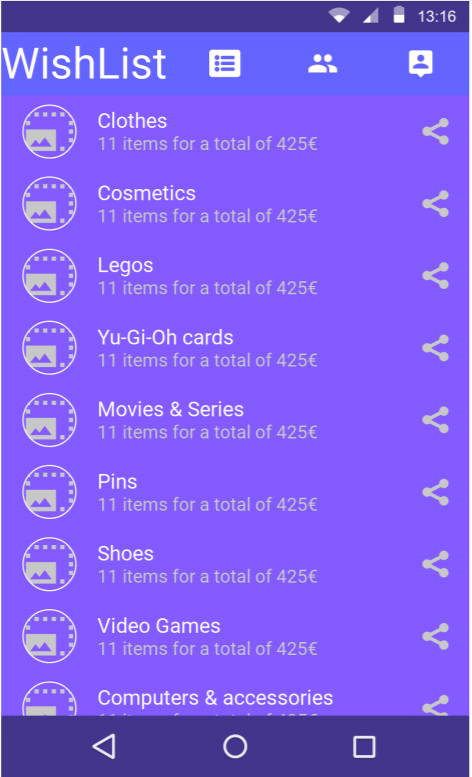 13:16
WishList
Clothes
11 items for a total of 425€
Cosmetics
11 items for a total of 425€
Legos
11 items for a total of 425€
Yu-Gi-Oh cards
11 items for a total of 425€
Movies & Series
11 items for a total of 425€
Pins
11 items for a total of 425€
Shoes
11 items for a total of 425€
Video Games
11 items for a total of 425€
Computers & accessories